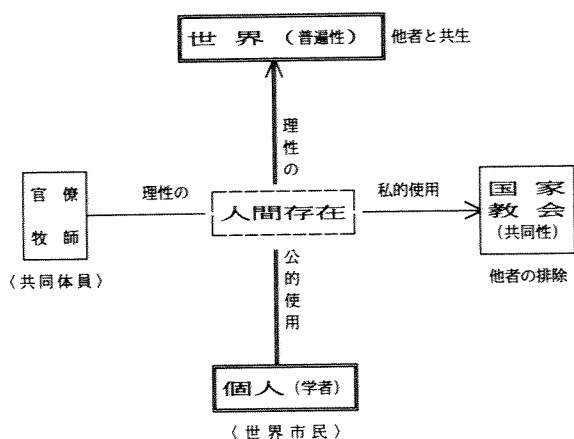 世界（普遍性）
他者と共生
理性の
官僚
牧師
〈共同体員〉
理性の
人間存在
私的使用
国家
教会
(共同性)
他者の排除
公的使用
個人（学者）
〈世界市民〉